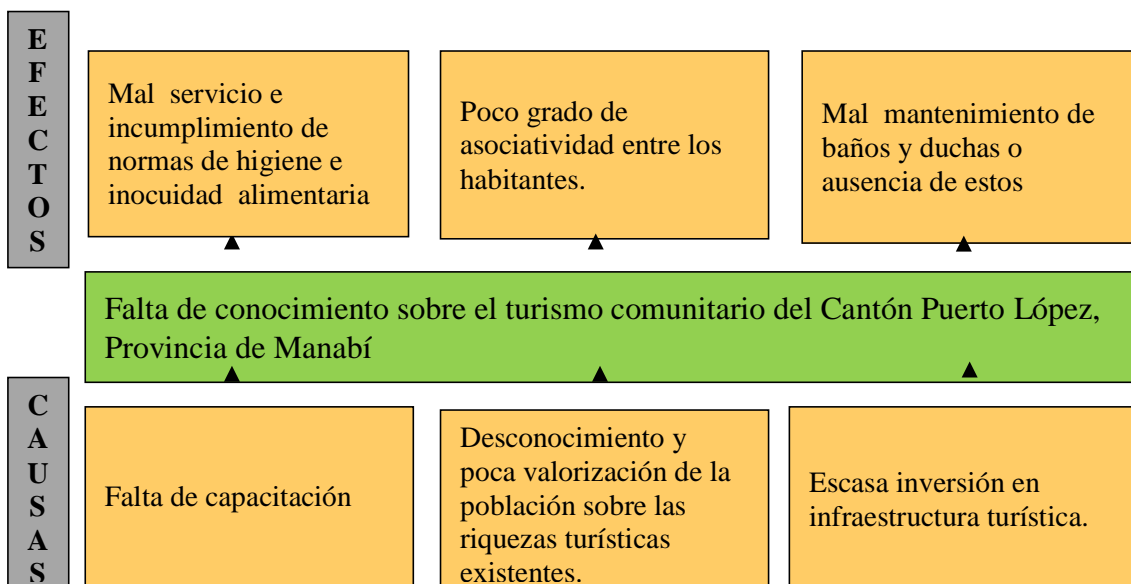 EFECTOS
Mal servicio e
incumplimiento de
normas de higiene e
inocuidad alimentaria
Poco grado de
asociatividad entre los
habitantes.
Mal mantenimiento de
baños y duchas o
ausencia de estos
Falta de conocimiento sobre el turismo comunitario del Cantón Puerto López,
Provincia de Manabí
CAUSAS
Falta de capacitación
Desconocimiento y
poca valorización de la
población sobre las
riquezas turísticas
existentes.
Escasa inversión en
infraestructura turística.